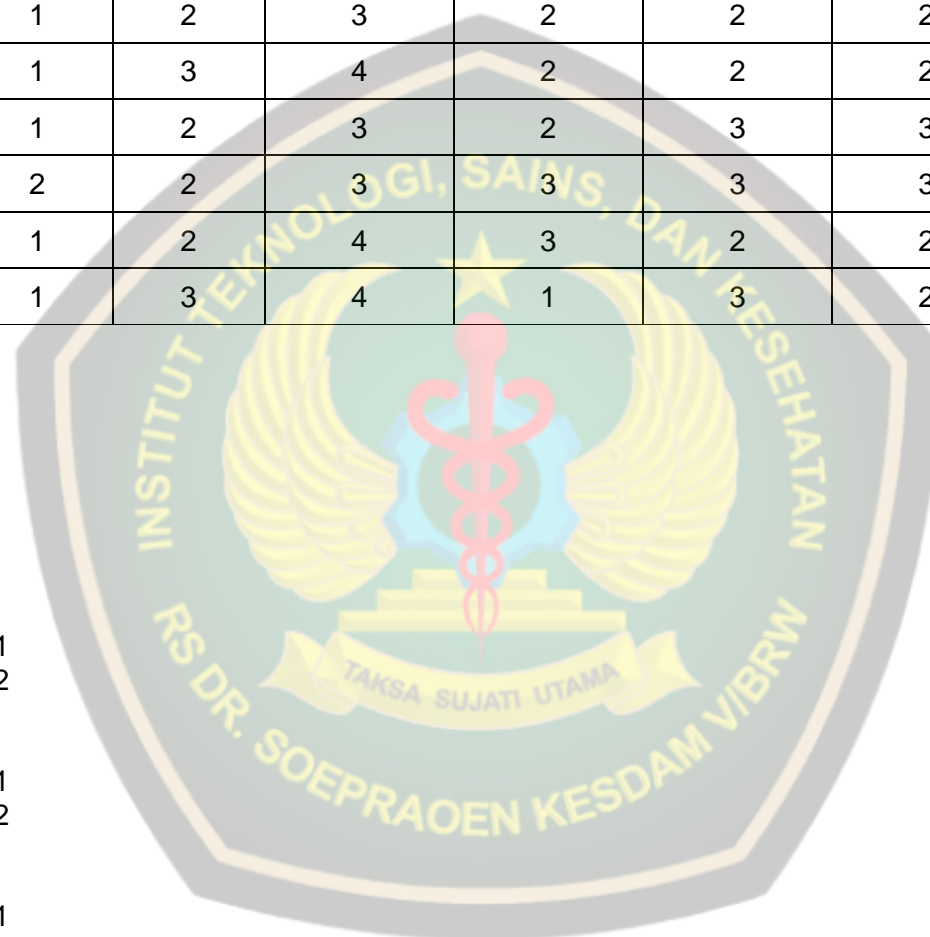 1 2 3 2 2 2
1 3 4 2 2 2
1 2 3 2 3 3
2 2 3 3 3 3
1 2 4 3 2 2
1 3 4 1 3 2
INSTITUT TEKNOLOGI, SAINS, DAN KESEHATAN
TAKSA SUJATI UTAMA
RS DR. SOEPRAOEN KESDAM V/BRW
1
2
1
2
1